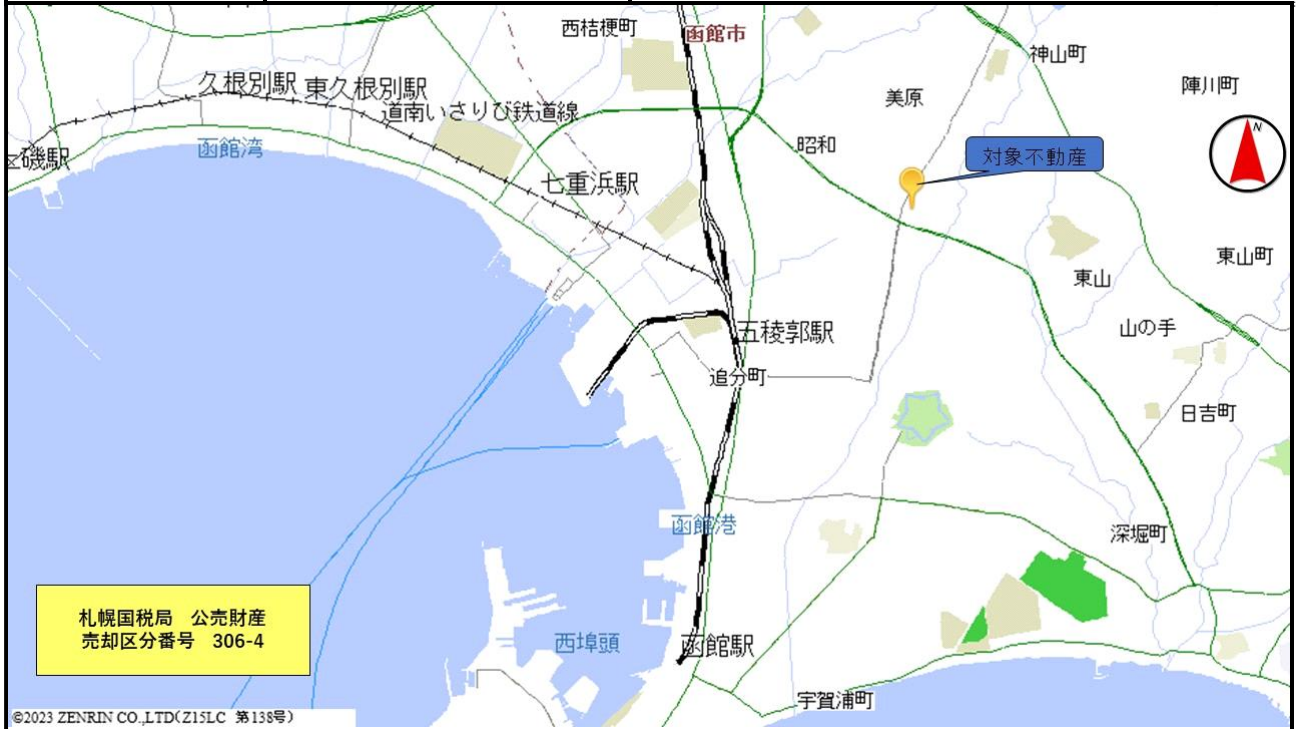 西桔梗町
函館市
神山町
久根別駅
東久根別駅
美原
陣川町
道南いさりび鉄道線
N
函館湾
昭和
対象不動産
磯駅
七重浜駅
東山町
東山
山の手
五稜郭駅
追分町
日吉町
函館港
深堀町
札幌国税局 公売財産
売却区分番号 306-4
西埠頭
函館駅
宇賀浦町
©2023 ZENRIN CO.,LTD(Z15LC 第138号)